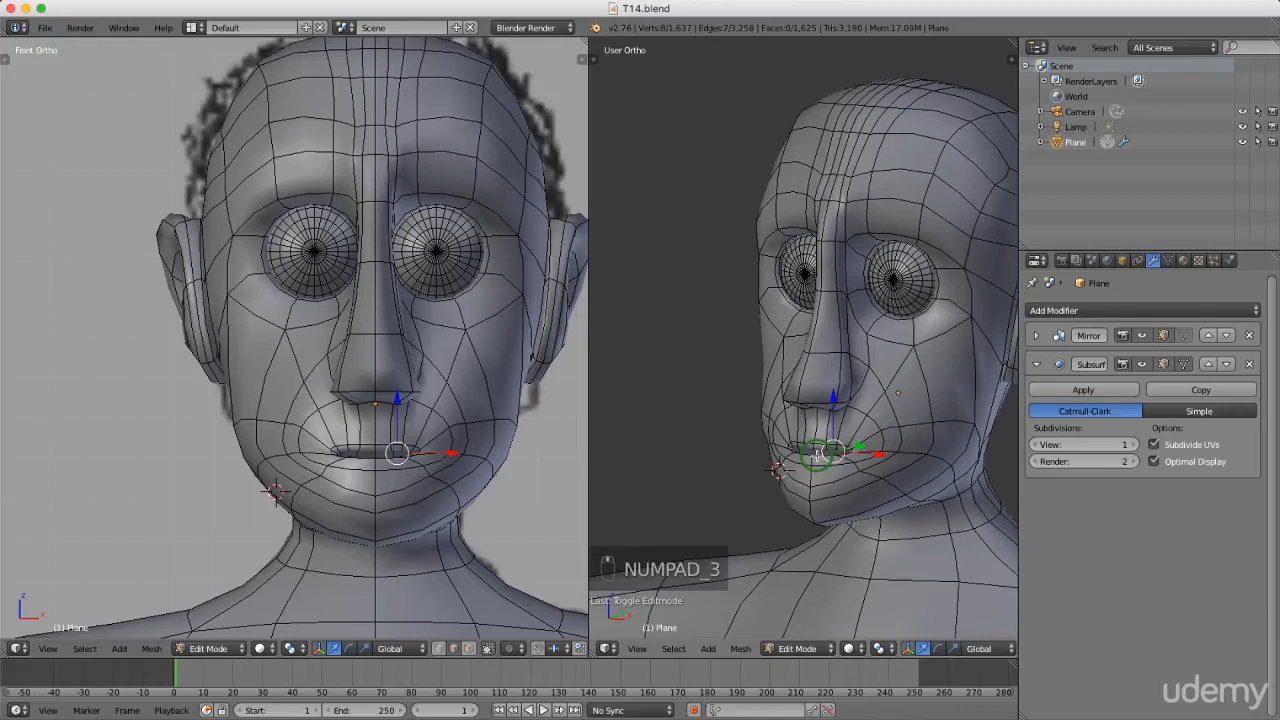 T14.blend
File Render Window Help Default Scene Blender Render v2.76 | Verts:8/1,637 | Edges:7/3,258 | Faces:0/1,625 | Tris:3,180 | Mem:17.09M | Plane
View Search All Scenes
Front Ortho
User Ortho
Scene
RenderLayers
World
Camera
Lamp
Plane
Plane
Add Modifier
Mirror
Subsurf
Apply Copy
Catmull-Clark Simple
Subdivisions: Options:
View: 1 Subdivide UVs
Render: 2 Optimal Display
NUMPAD_3
Last: Toggle Editmode
z
x
(1) Plane
(1) Plane
View Select Add Mesh Edit Mode Global
View Select Add Mesh Edit Mode Global
-50 -40 -30 -20 -10 0 10 20 30 40 50 60 70 80 90 100 110 120 130 140 150 160 170 180 190 200 210 220 230 240 250 260 270 280
View Marker Frame Playback Start: 1 End: 250 1 No Sync
udemy